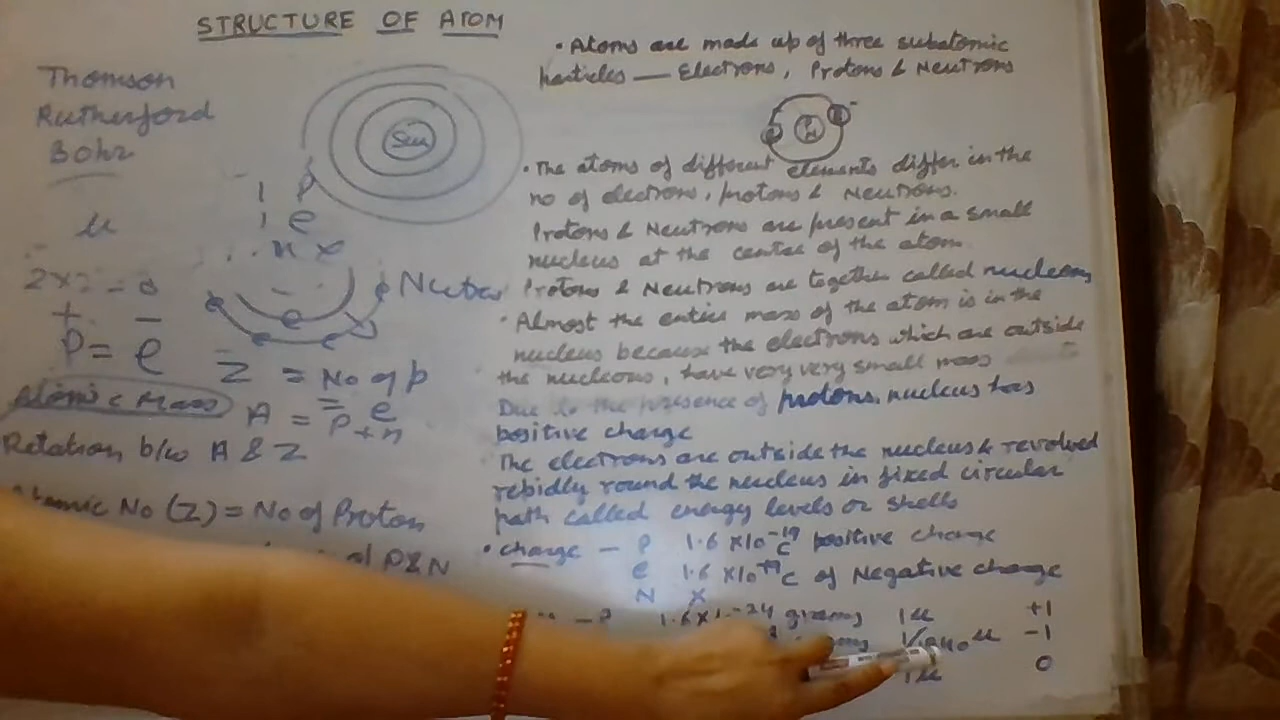 STRUCTURE OF ATOM
Thomson
Rutherford
Bohr
Sun
1 P
1 e
n x
u
+ -
P = e
Z = No of p
= e
Atomic Mass A = P+n
Relation b/w A & Z
Atomic No (Z) = No of Proton
of P & N
• Atoms are made up of three subatomic
particles — Electrons, Protons & Neutrons
• The atoms of different elements differ in the
no of electrons, protons & Neutrons.
Protons & Neutrons are present in a small
nucleus at the centre of the atom
Protons & Neutrons are together called nucleons
• Almost the entire mass of the atom is in the
nucleus because the electrons which are outside
the nucleons, have very very small mass
Due to the presence of protons, nucleus has
positive charge
The electrons are outside the nucleus & revolved
rebidly round the nucleus in fixed circular
path called energy levels or shells
• charge — P 1.6 x10-19 C positive charge
e 1.6 x10-19 C of Negative charge
N X
- P 1.6 x -24 grams 1u +1
1/1840 u -1
1u 0